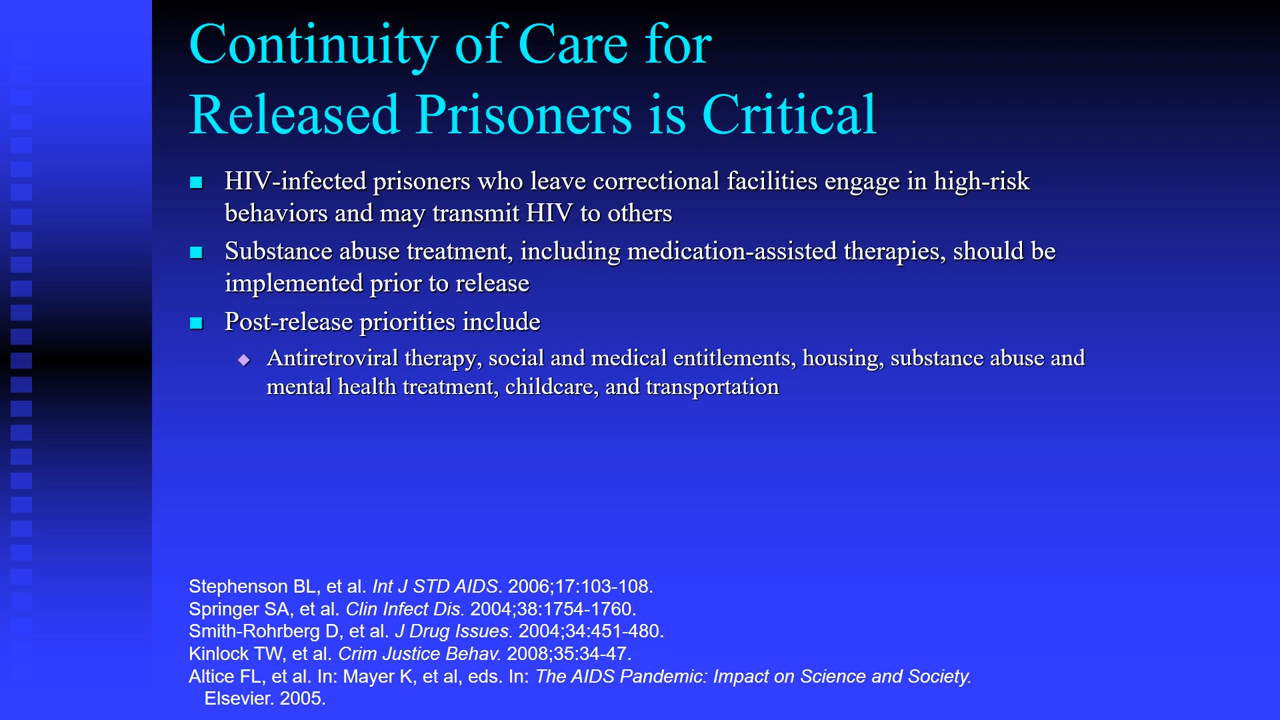 Continuity of Care for
Released Prisoners is Critical
HIV-infected prisoners who leave correctional facilities engage in high-risk
behaviors and may transmit HIV to others
Substance abuse treatment, including medication-assisted therapies, should be
implemented prior to release
Post-release priorities include
Antiretroviral therapy, social and medical entitlements, housing, substance abuse and
mental health treatment, childcare, and transportation
Stephenson BL, et al. Int J STD AIDS. 2006;17:103-108.
Springer SA, et al. Clin Infect Dis. 2004;38:1754-1760.
Smith-Rohrberg D, et al. J Drug Issues. 2004;34:451-480.
Kinlock TW, et al. Crim Justice Behav. 2008;35:34-47.
Altice FL, et al. In: Mayer K, et al, eds. In: The AIDS Pandemic: Impact on Science and Society.
Elsevier. 2005.